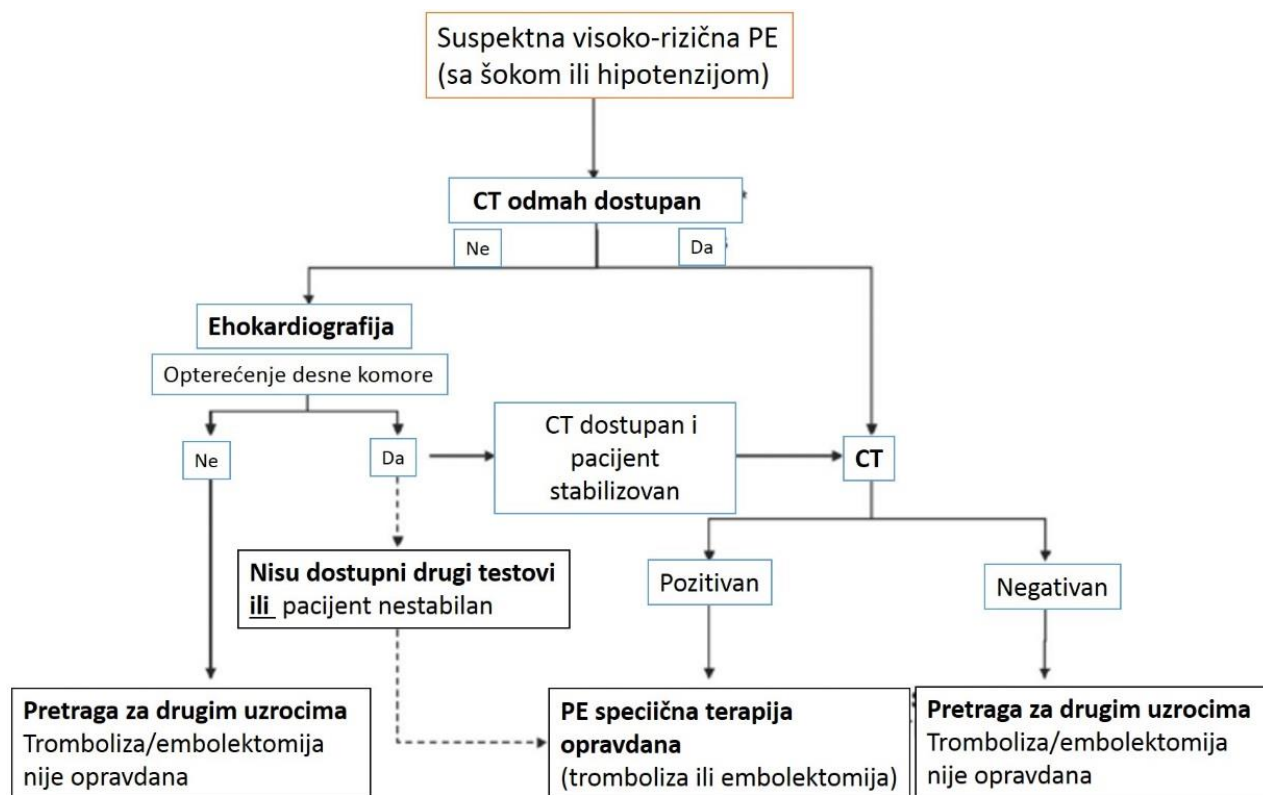 Suspektna visoko-rizična PE
(sa šokom ili hipotenzijom)
CT odmah dostupan
Ne
Da
Ehokardiografija
Opterećenje desne komore
Ne
Da
CT dostupan i
pacijent
stabilizovan
CT
Nisu dostupni drugi testovi
ili pacijent nestabilan
Pozitivan
Negativan
Pretraga za drugim uzrocima
Tromboliza/embolektomija
nije opravdana
PE speciična terapija
opravdana
(tromboliza ili embolektomija)
Pretraga za drugim uzrocima
Tromboliza/embolektomija
nije opravdana